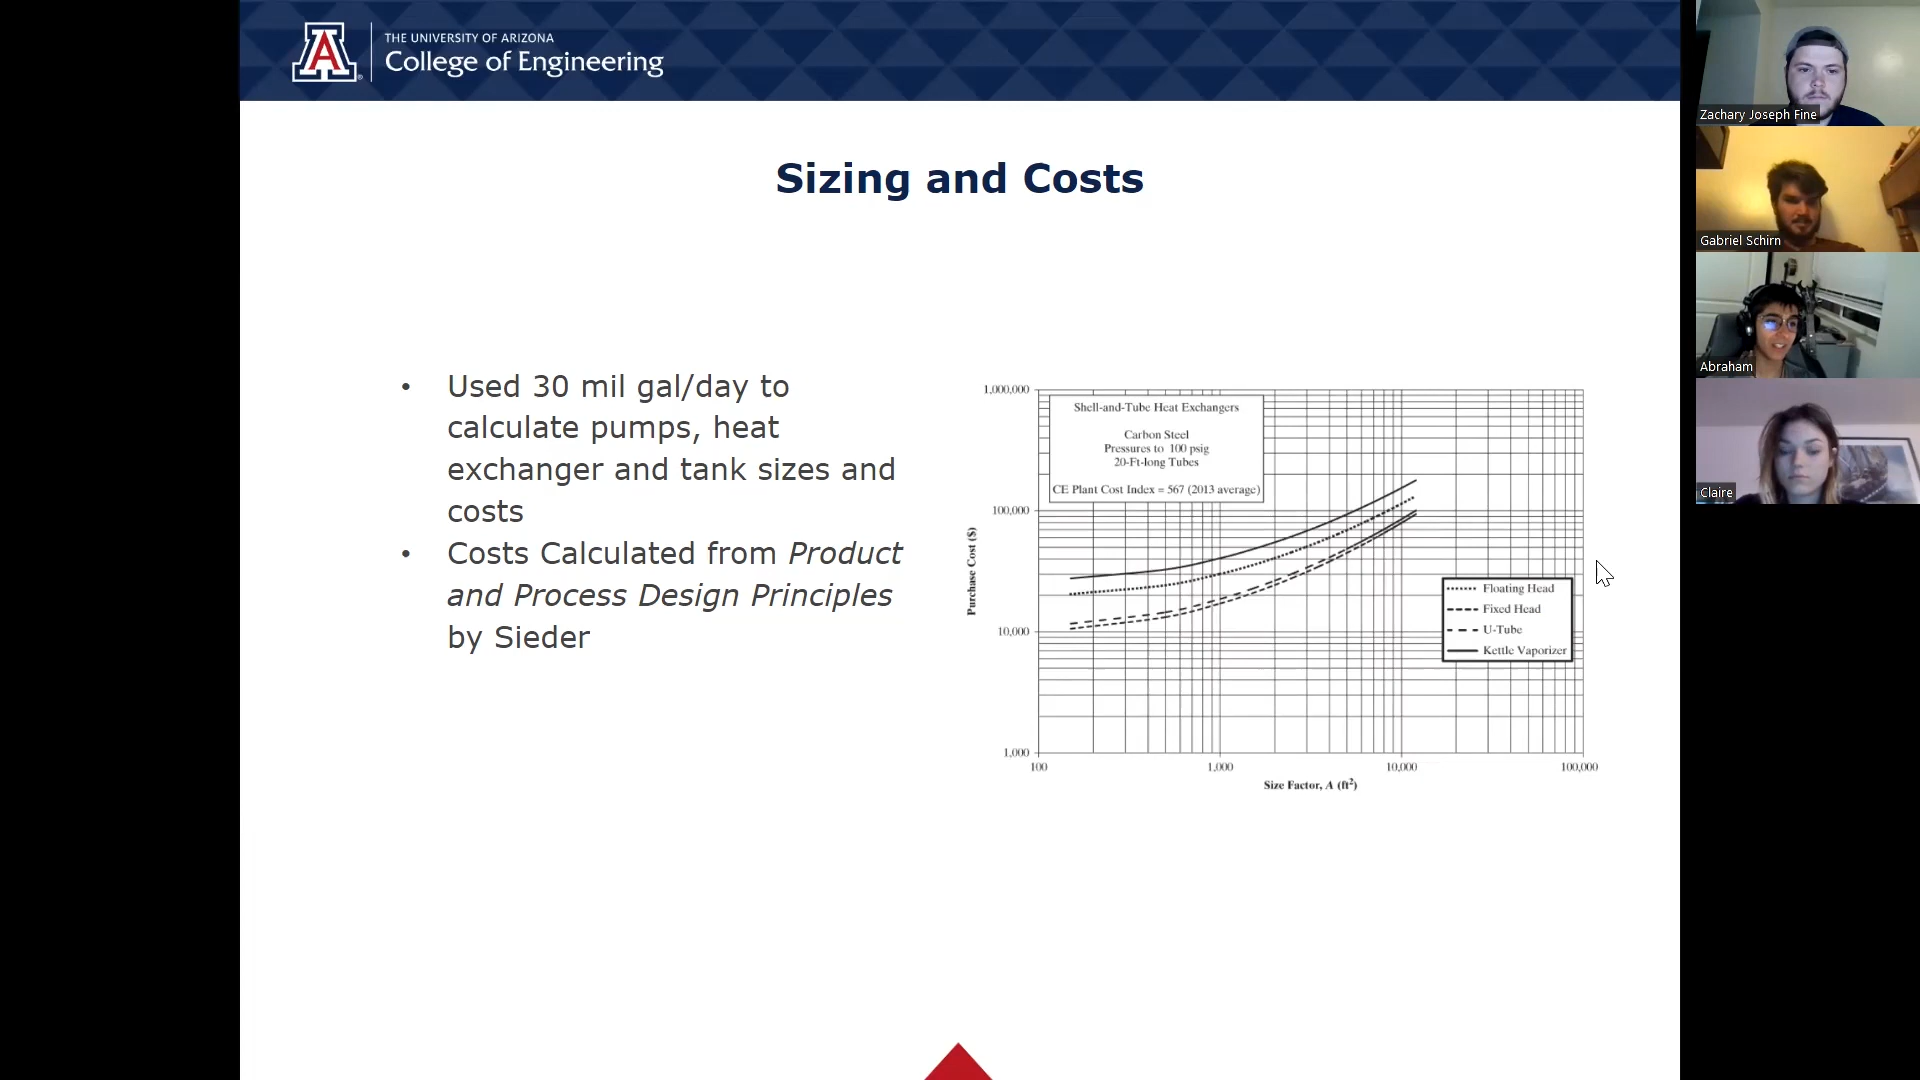 THE UNIVERSITY OF ARIZONA
College of Engineering
Sizing and Costs
• Used 30 mil gal/day to
calculate pumps, heat
exchanger and tank sizes and
costs
• Costs Calculated from Product
and Process Design Principles
by Sieder
1,000,000
100,000
10,000
1,000
Purchase Cost ($)
Shell-and-Tube Heat Exchangers
Carbon Steel
Pressures to 100 psig
20-Ft-long Tubes
CE Plant Cost Index = 567 (2013 average)
Floating Head
Fixed Head
U-Tube
Kettle Vaporizer
100
1,000
10,000
100,000
Size Factor, A (ft²)
Zachary Joseph Fine
Gabriel Schirn
Abraham
Claire